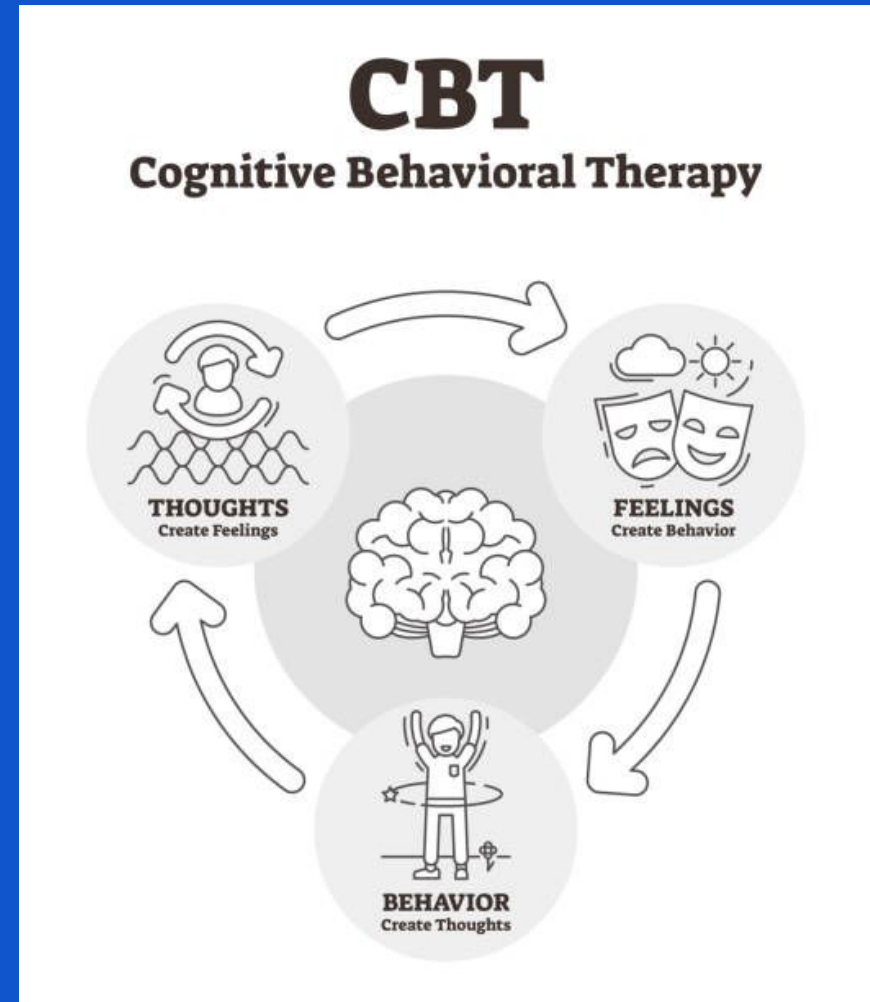 CBT
Cognitive Behavioral Therapy
THOUGHTS
Create Feelings
FEELINGS
Create Behavior
BEHAVIOR
Create Thoughts